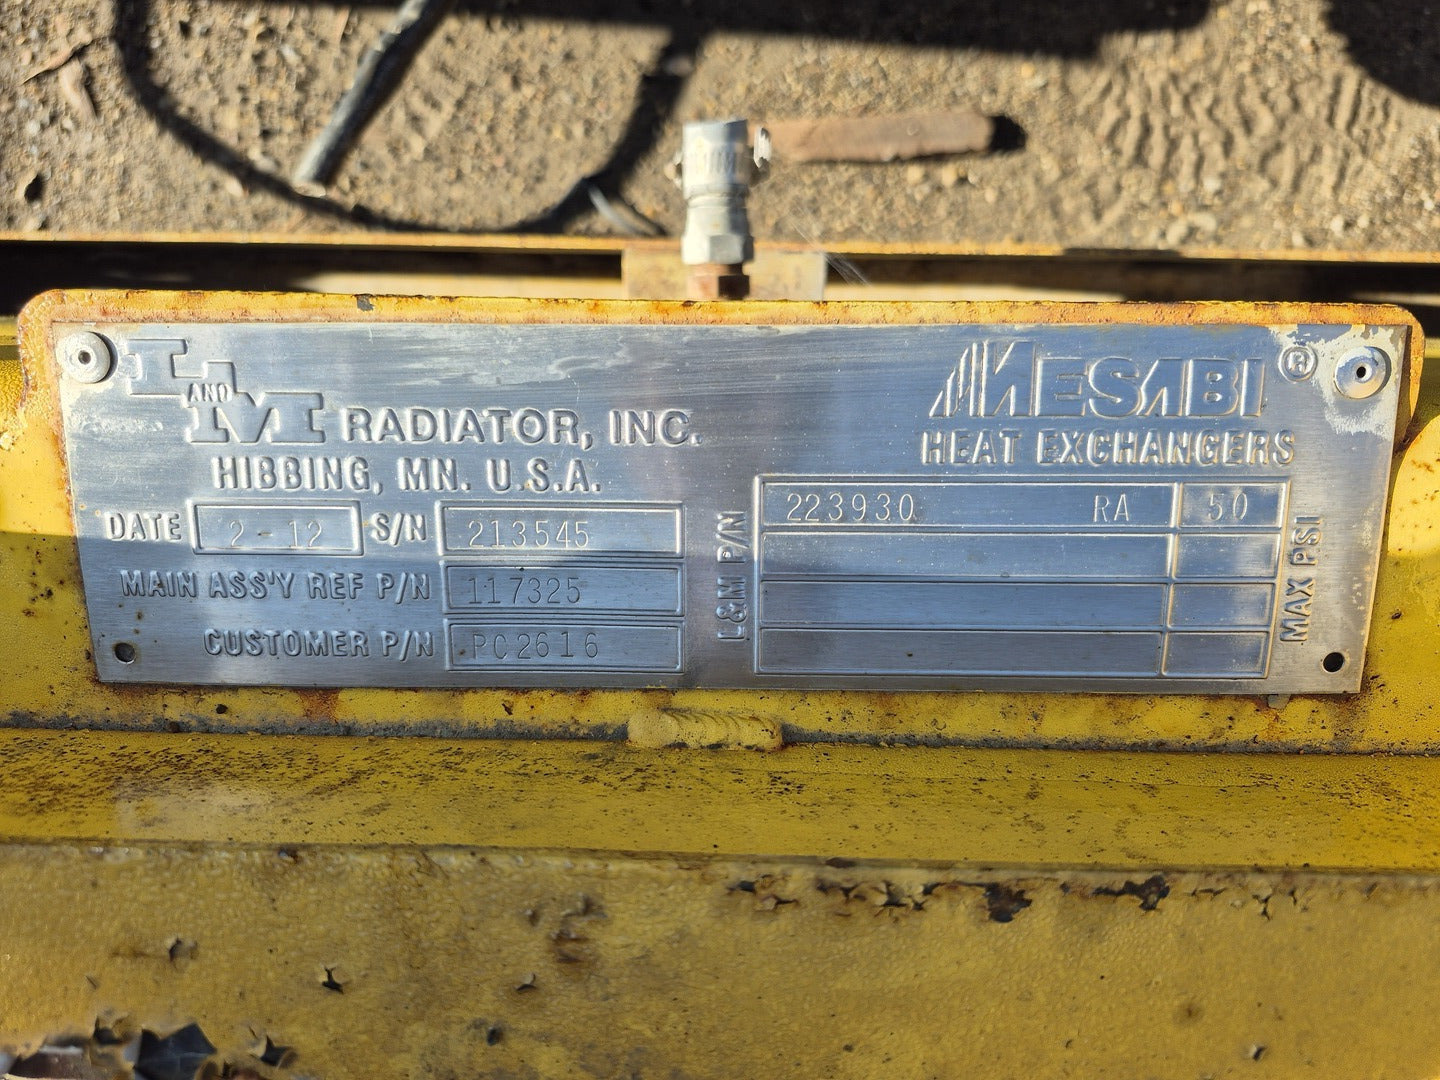 L AND M RADIATOR, INC.
HIBBING, MN. U.S.A.
DATE 2-12 S/N 213545
MAIN ASS'Y REF P/N 117325
CUSTOMER P/N PC2616
MESABI®
HEAT EXCHANGERS
L&M P/N
223930 RA 50
MAX PSI